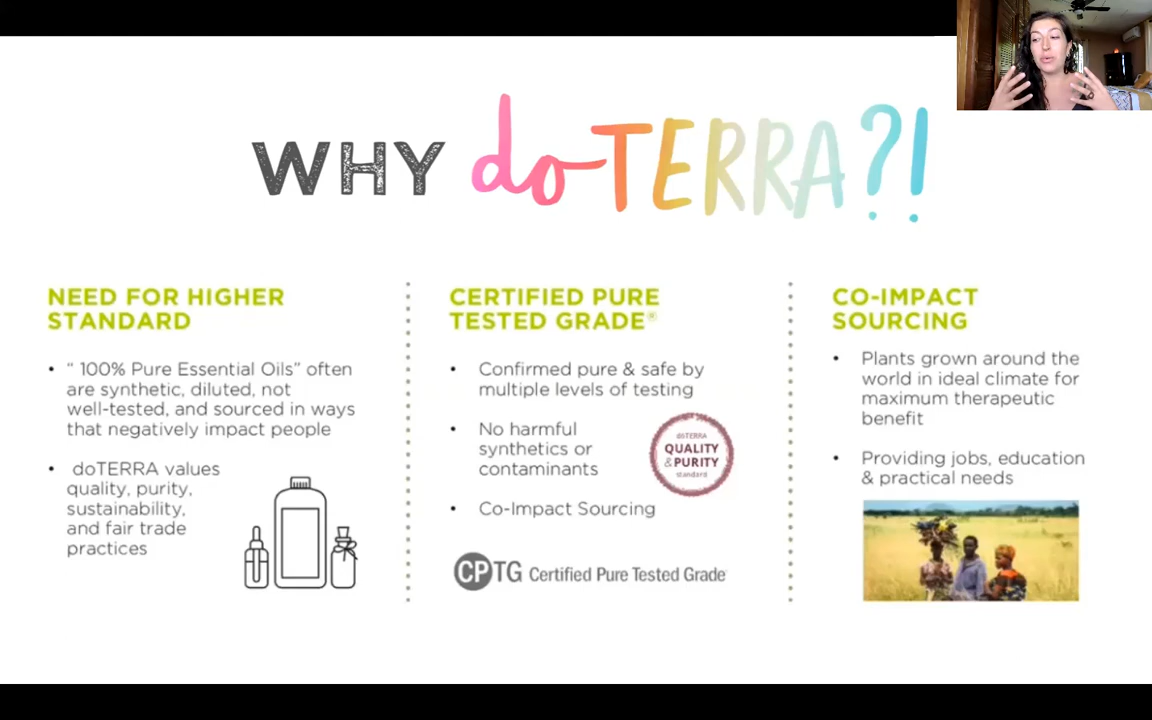 WHY doTERRA?!
NEED FOR HIGHER
STANDARD
• “ 100% Pure Essential Oils” often
are synthetic, diluted, not
well-tested, and sourced in ways
that negatively impact people
• doTERRA values
quality, purity,
sustainability,
and fair trade
practices
CERTIFIED PURE
TESTED GRADE®
• Confirmed pure & safe by
multiple levels of testing
• No harmful
synthetics or
contaminants
• Co-Impact Sourcing
doTERRA
QUALITY
& PURITY
standard
CPTG Certified Pure Tested Grade
CO-IMPACT
SOURCING
• Plants grown around the
world in ideal climate for
maximum therapeutic
benefit
• Providing jobs, education
& practical needs